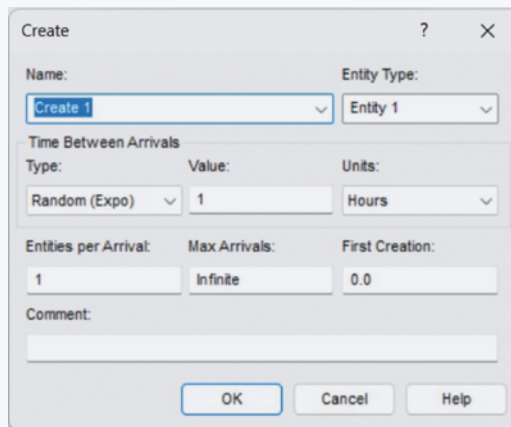 Create ?
Name: Entity Type:
Create 1 Entity 1
Time Between Arrivals
Type: Value: Units:
Random (Expo) 1 Hours
Entities per Arrival: Max Arrivals: First Creation:
1 Infinite 0.0
Comment:
OK Cancel Help